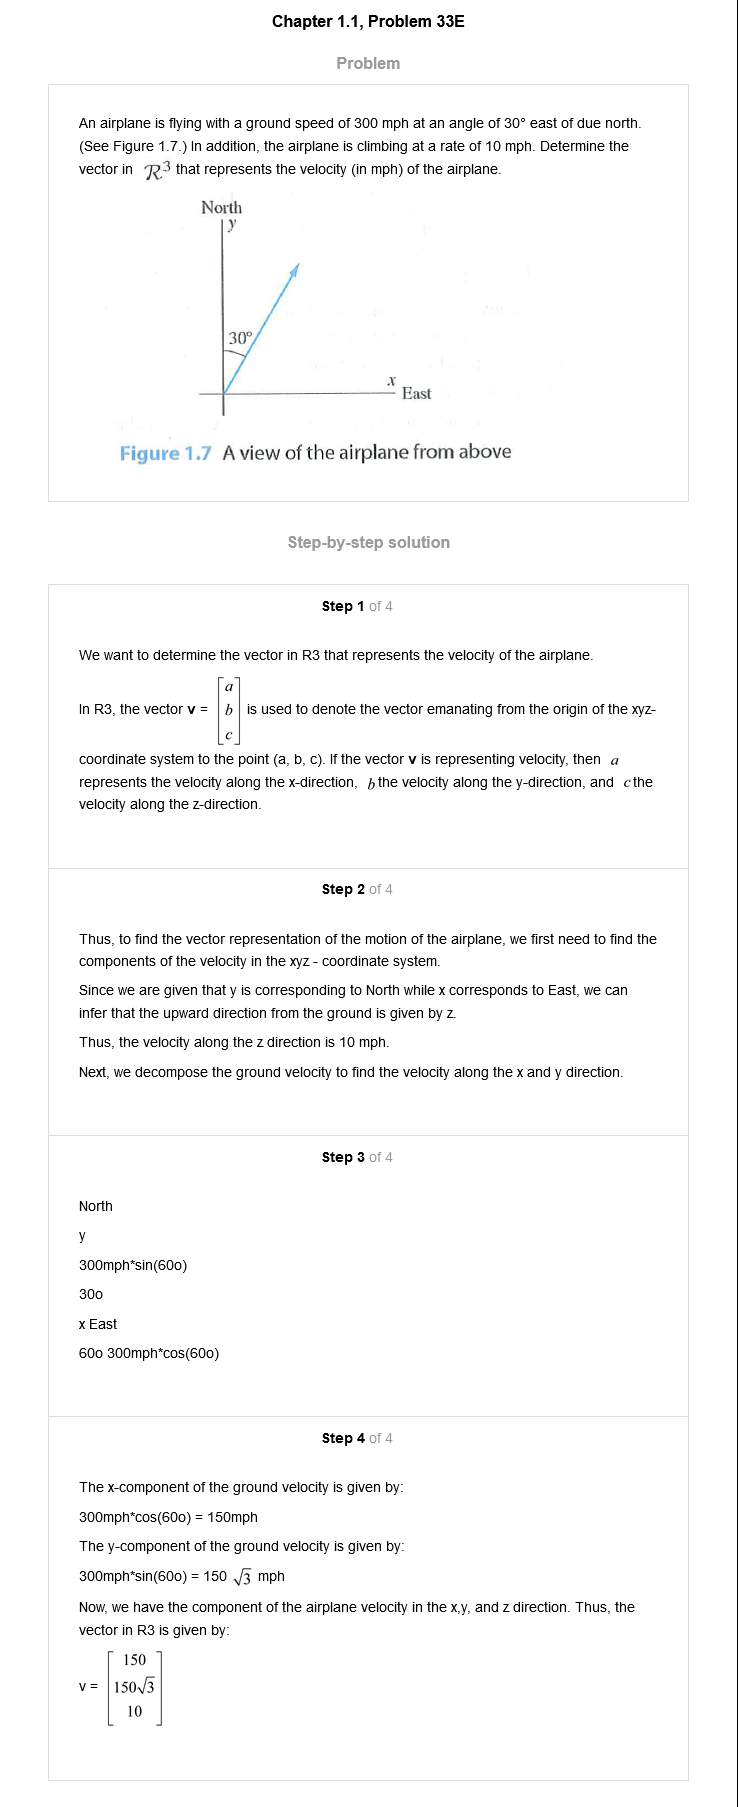 Chapter 1.1, Problem 33E
Problem
An airplane is flying with a ground speed of 300 mph at an angle of 30° east of due north.
(See Figure 1.7.) In addition, the airplane is climbing at a rate of 10 mph. Determine the
vector in ℛ³ that represents the velocity (in mph) of the airplane.
North
y
30°
x
East
Figure 1.7 A view of the airplane from above
Step-by-step solution
Step 1 of 4
We want to determine the vector in R3 that represents the velocity of the airplane.
a
In R3, the vector v = b is used to denote the vector emanating from the origin of the xyz-
c
coordinate system to the point (a, b, c). If the vector v is representing velocity, then a
represents the velocity along the x-direction, b the velocity along the y-direction, and c the
velocity along the z-direction.
Step 2 of 4
Thus, to find the vector representation of the motion of the airplane, we first need to find the
components of the velocity in the xyz - coordinate system.
Since we are given that y is corresponding to North while x corresponds to East, we can
infer that the upward direction from the ground is given by z.
Thus, the velocity along the z direction is 10 mph.
Next, we decompose the ground velocity to find the velocity along the x and y direction.
Step 3 of 4
North
y
300mph*sin(60o)
30o
x East
60o 300mph*cos(60o)
Step 4 of 4
The x-component of the ground velocity is given by:
300mph*cos(60o) = 150mph
The y-component of the ground velocity is given by:
300mph*sin(60o) = 150 √3 mph
Now, we have the component of the airplane velocity in the x,y, and z direction. Thus, the
vector in R3 is given by:
150
v = 150√3
10